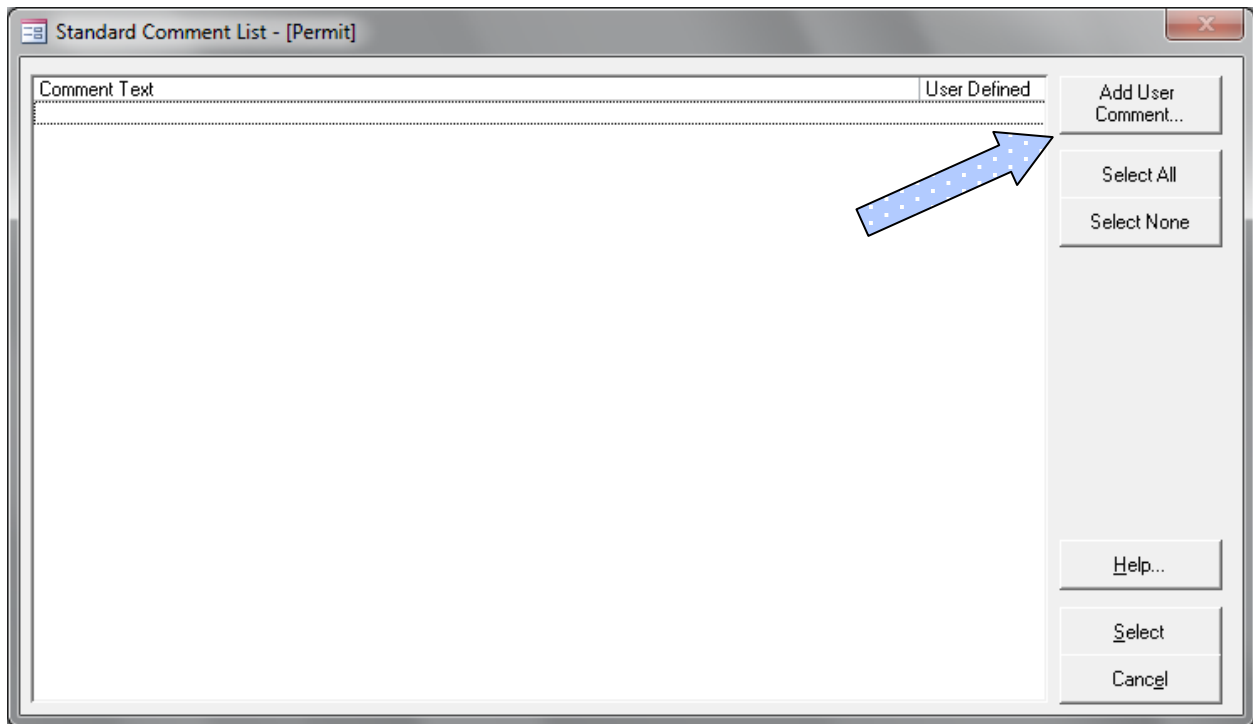 Standard Comment List - [Permit]
Comment Text User Defined
Add User
Comment...
Select All
Select None
Help...
Select
Cancel